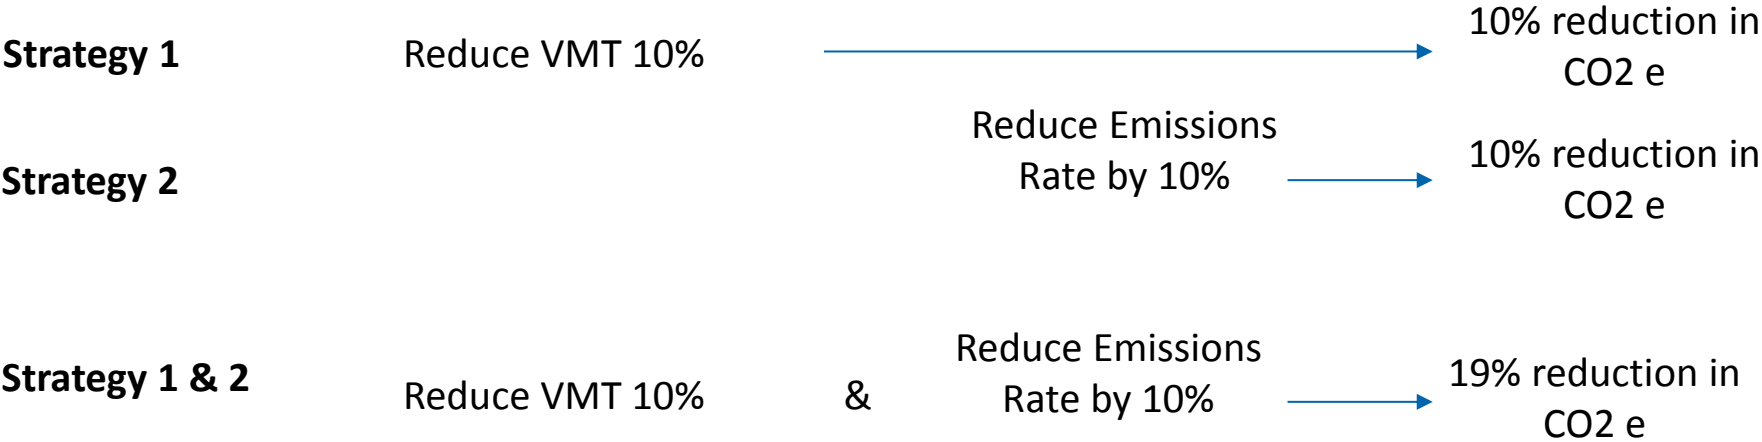 Strategy 1
Reduce VMT 10%
10% reduction in
CO2 e
Strategy 2
Reduce Emissions
Rate by 10%
10% reduction in
CO2 e
Strategy 1 & 2
Reduce VMT 10%
&
Reduce Emissions
Rate by 10%
19% reduction in
CO2 e